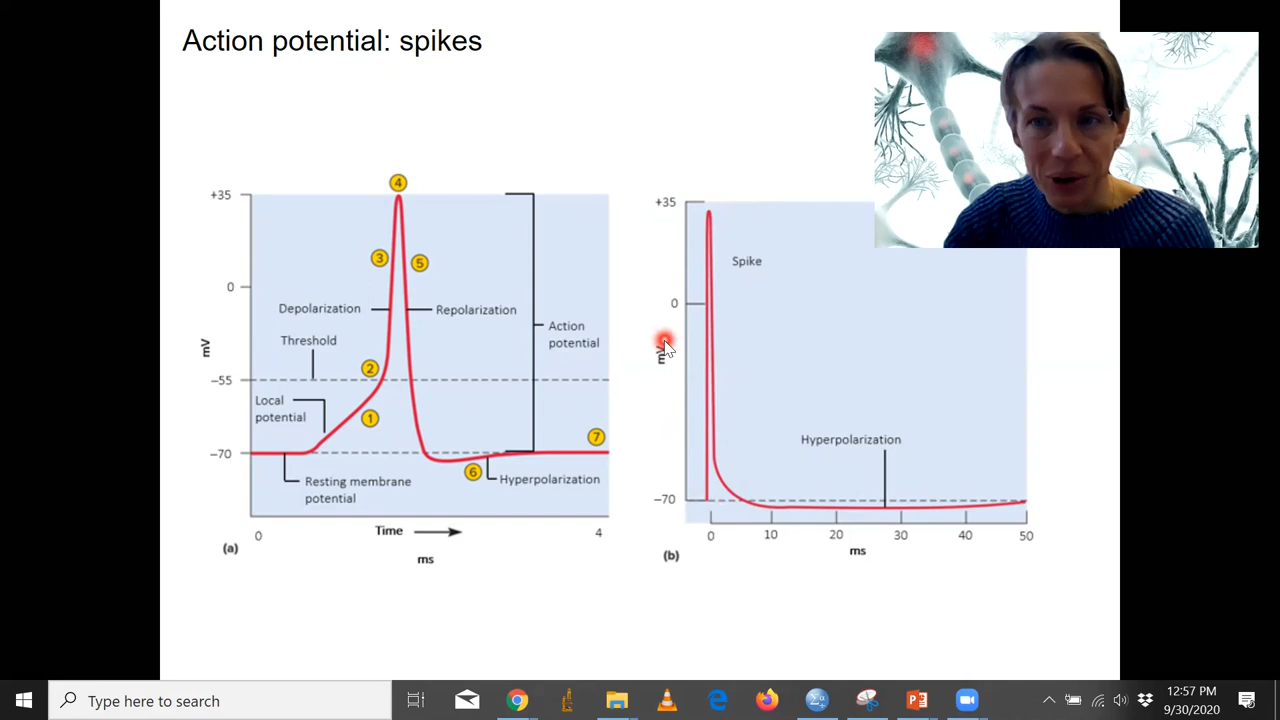 Action potential: spikes
4
+35
3
5
0
Depolarization
Repolarization
Action
potential
Threshold
mV
2
-55
Local
potential
1
7
-70
6
Hyperpolarization
Resting membrane
potential
0
Time
4
(a)
ms
+35
Spike
0
mV
Hyperpolarization
-70
0
10
20
30
40
50
ms
(b)
Type here to search
12:57 PM
9/30/2020